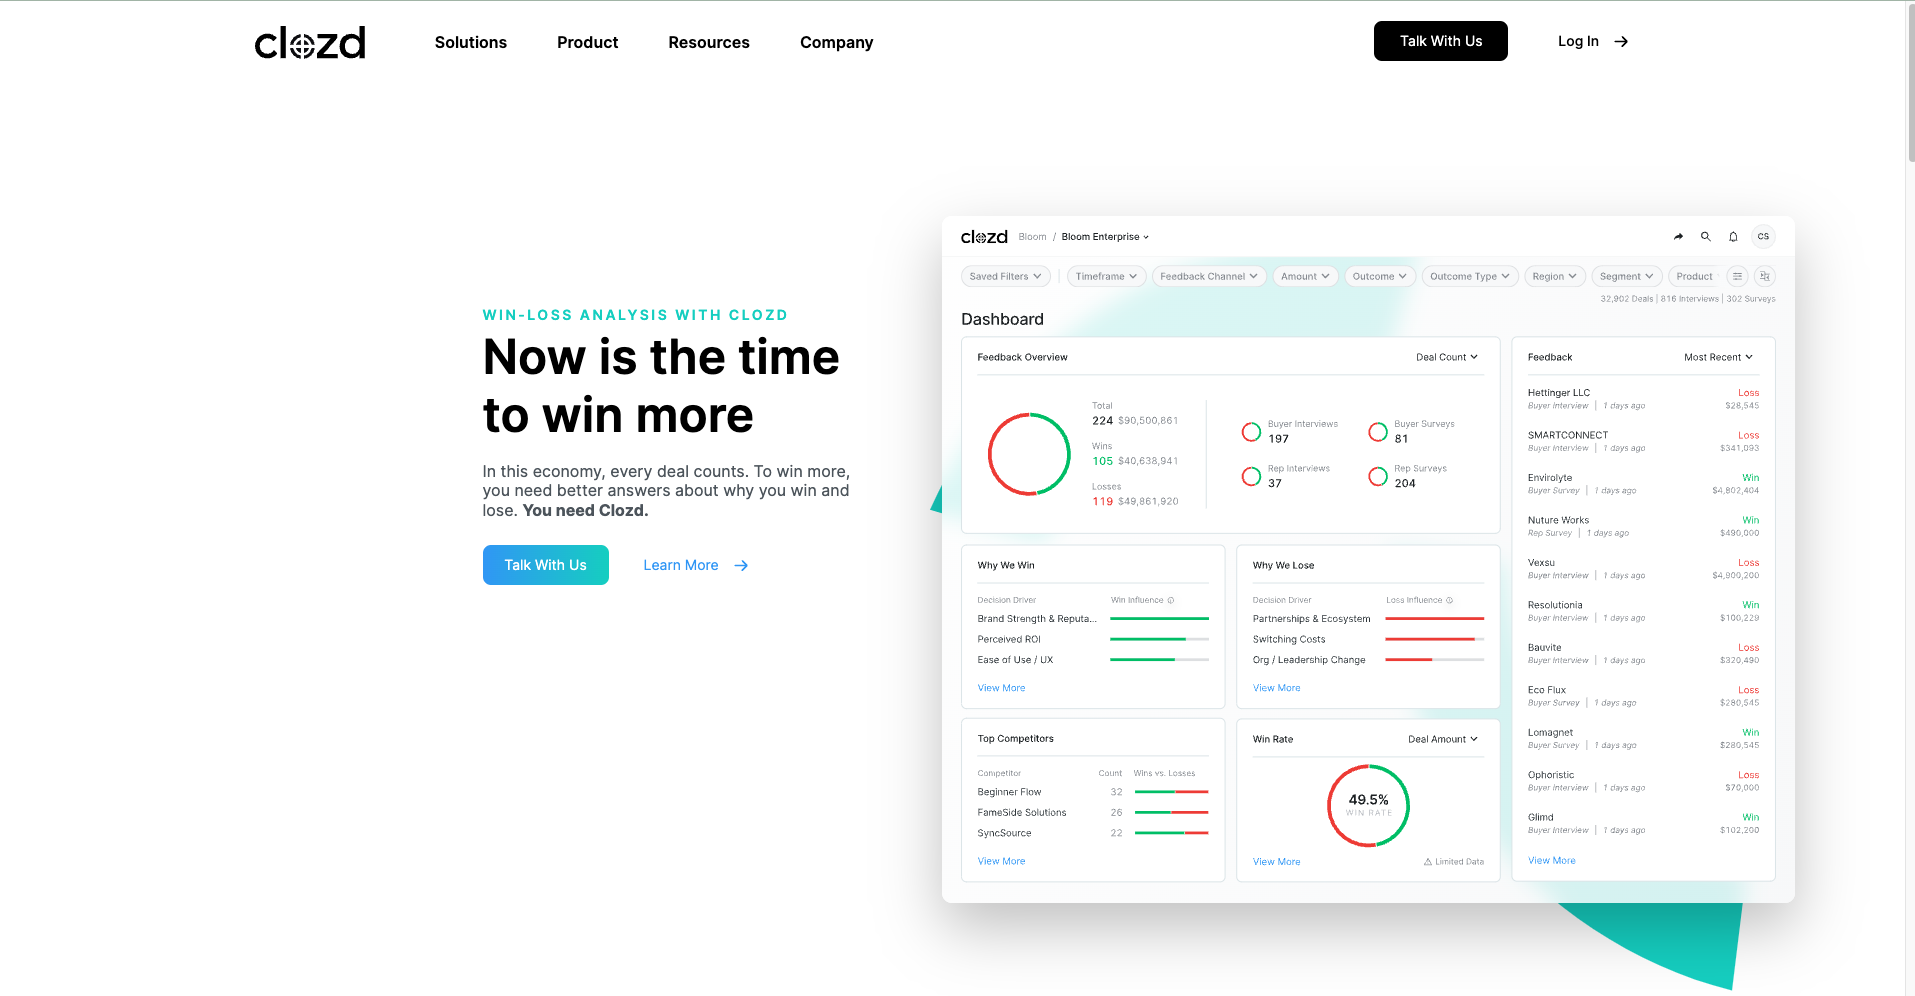 clozd
Solutions
Product
Resources
Company
Talk With Us
Log In
WIN-LOSS ANALYSIS WITH CLOZD
Now is the time
to win more
In this economy, every deal counts. To win more,
you need better answers about why you win and
lose. You need Clozd.
Talk With Us
Learn More
clozd
Bloom / Bloom Enterprise
CS
Saved Filters
Timeframe
Feedback Channel
Amount
Outcome
Outcome Type
Region
Segment
Product
32,902 Deals | 816 Interviews | 302 Surveys
Dashboard
Feedback Overview
Deal Count
Total
224 $90,500,861
Wins
105 $40,638,941
Losses
119 $49,861,920
Buyer Interviews
197
Buyer Surveys
81
Rep Interviews
37
Rep Surveys
204
Why We Win
Decision Driver
Win Influence
Brand Strength & Reputa...
Perceived ROI
Ease of Use / UX
View More
Why We Lose
Decision Driver
Loss Influence
Partnerships & Ecosystem
Switching Costs
Org / Leadership Change
View More
Top Competitors
Competitor
Count
Wins vs. Losses
Beginner Flow 32
FameSide Solutions 26
SyncSource 22
View More
Win Rate
Deal Amount
49.5%
WIN RATE
View More
Limited Data
Feedback
Most Recent
Hettinger LLC Loss
Buyer Interview | 1 days ago $28,545
SMARTCONNECT Loss
Buyer Interview | 1 days ago $341,093
Envirolyte Win
Buyer Survey | 1 days ago $4,802,404
Nuture Works Win
Rep Survey | 1 days ago $490,000
Vexsu Loss
Buyer Interview | 1 days ago $4,900,200
Resolutionia Win
Buyer Interview | 1 days ago $100,229
Bauvite Loss
Buyer Interview | 1 days ago $320,490
Eco Flux Loss
Buyer Survey | 1 days ago $280,545
Lomagnet Win
Buyer Survey | 1 days ago $280,545
Ophoristic Loss
Buyer Interview | 1 days ago $70,000
Glimd Win
Buyer Interview | 1 days ago $102,200
View More